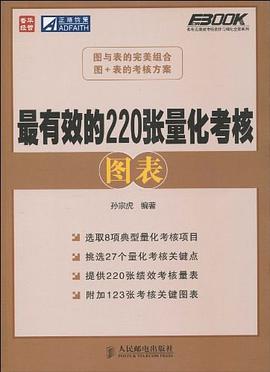 普华经管
正略钧策
ADFAITH
EBOOK
图与表的完美组合
图+表的考核方案
最有效的220张量化考核
图表
孙宗虎 编著
选取8项典型量化考核项目
挑选27个量化考核关键点
提供220张绩效考核量表
附加123张考核关键图表
人民邮电出版社
POSTS & TELECOM PRESS